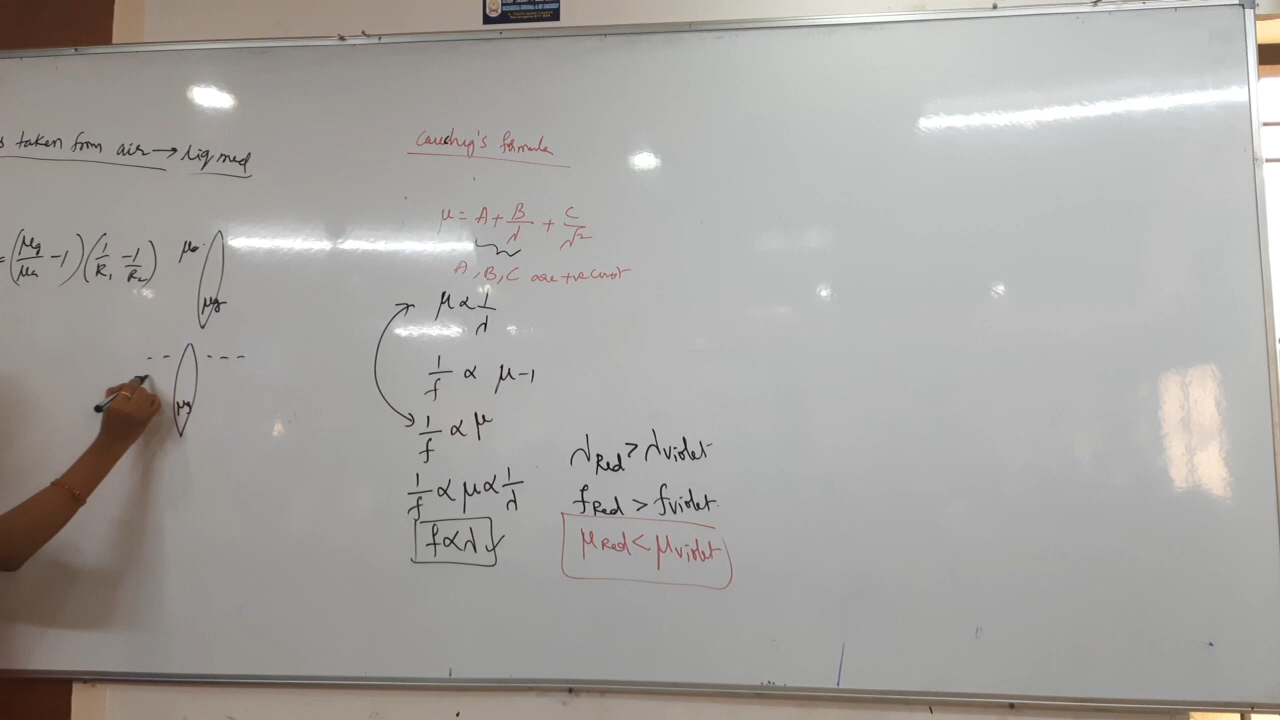 s taken from air → liq med
= (μg/μa - 1) (1/R₁ - 1/R₂)
μa
μg
μg
Cauchy's formula
μ = A + B/λ + C/λ²
A, B, C are +ve const
μ ∝ 1/λ
1/f ∝ μ-1
1/f ∝ μ
1/f ∝ μ ∝ 1/λ
f ∝ λ
λRed > λviolet
fRed > fviolet.
μRed < μviolet